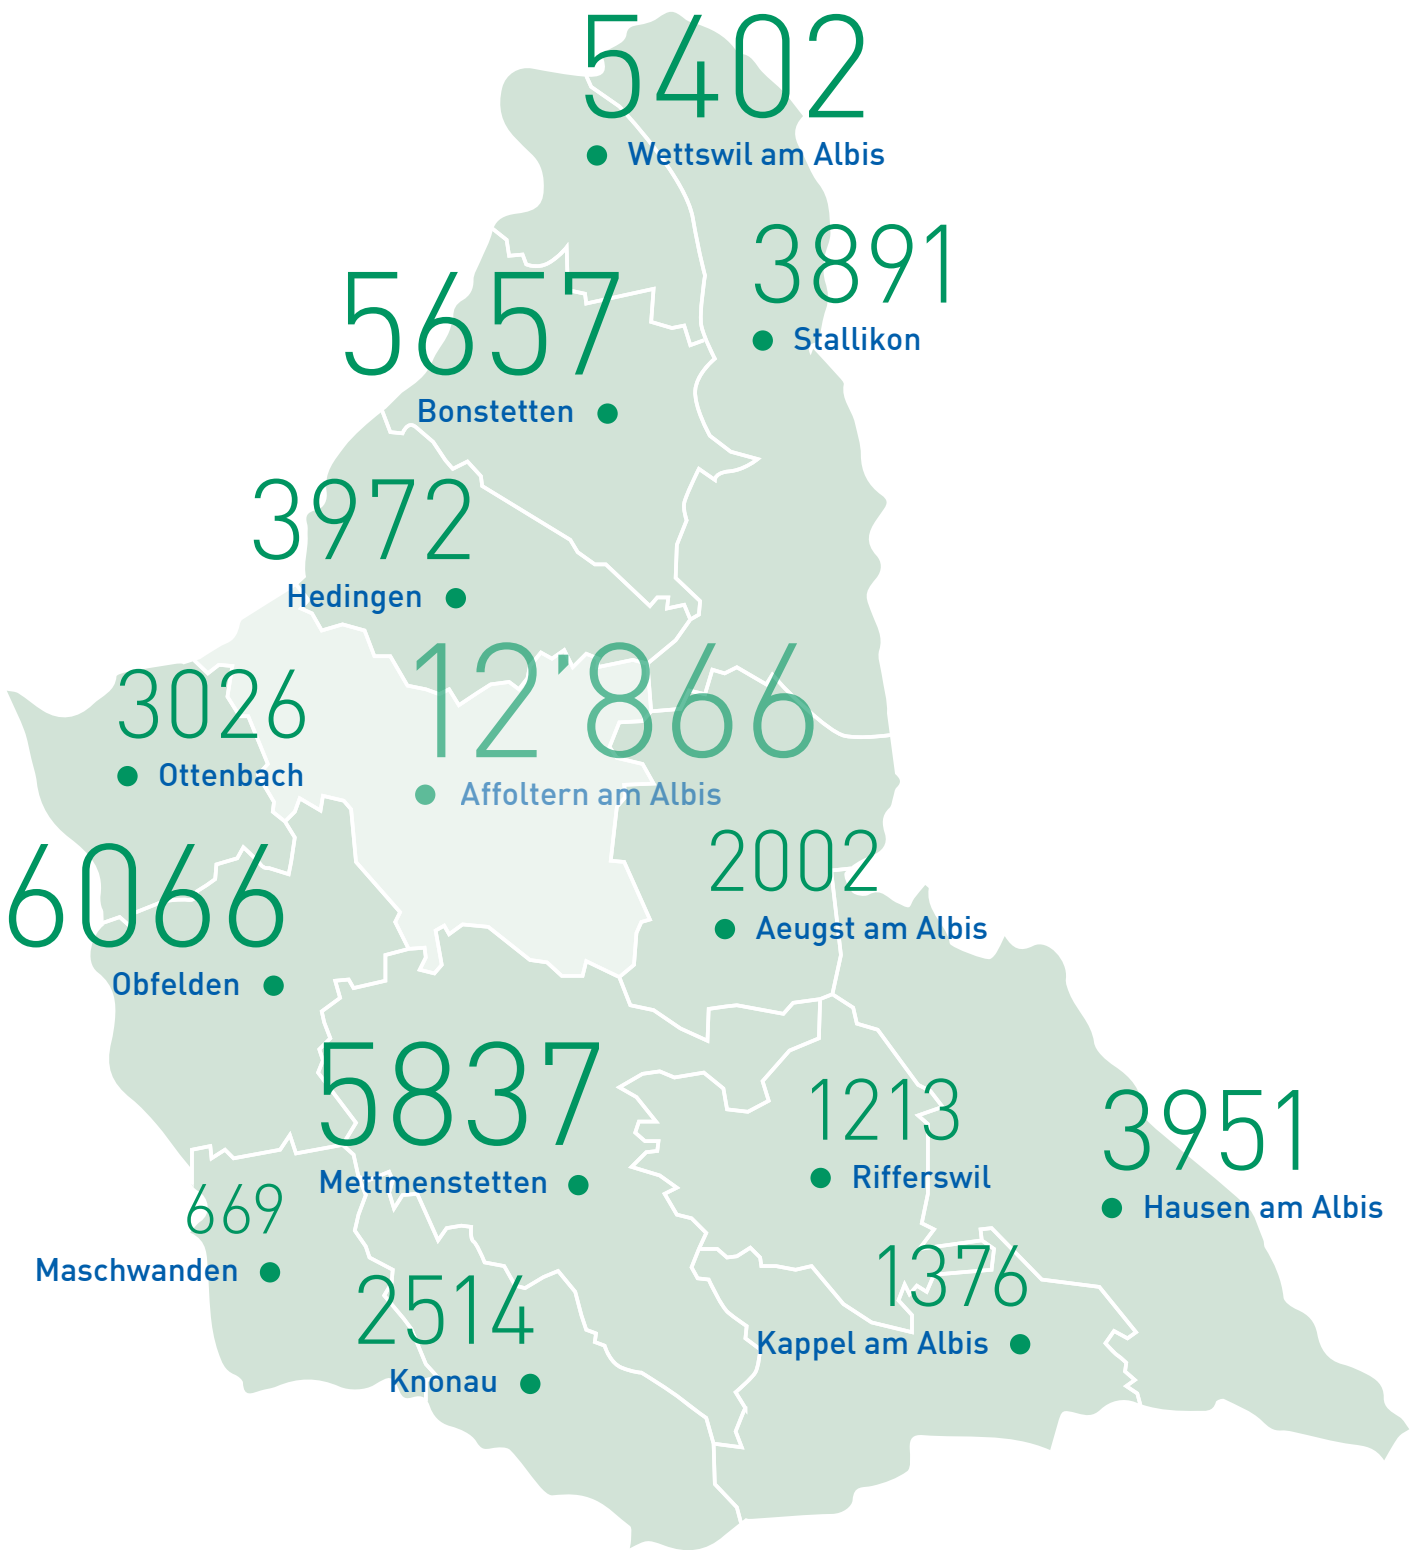 5402
Wettswil am Albis
3891
Stallikon
5657
Bonstetten
3972
Hedingen
12'866
Affoltern am Albis
3026
Ottenbach
2002
Aeugst am Albis
6066
Obfelden
5837
Mettmenstetten
1213
Rifferswil
3951
Hausen am Albis
669
Maschwanden
1376
Kappel am Albis
2514
Knonau